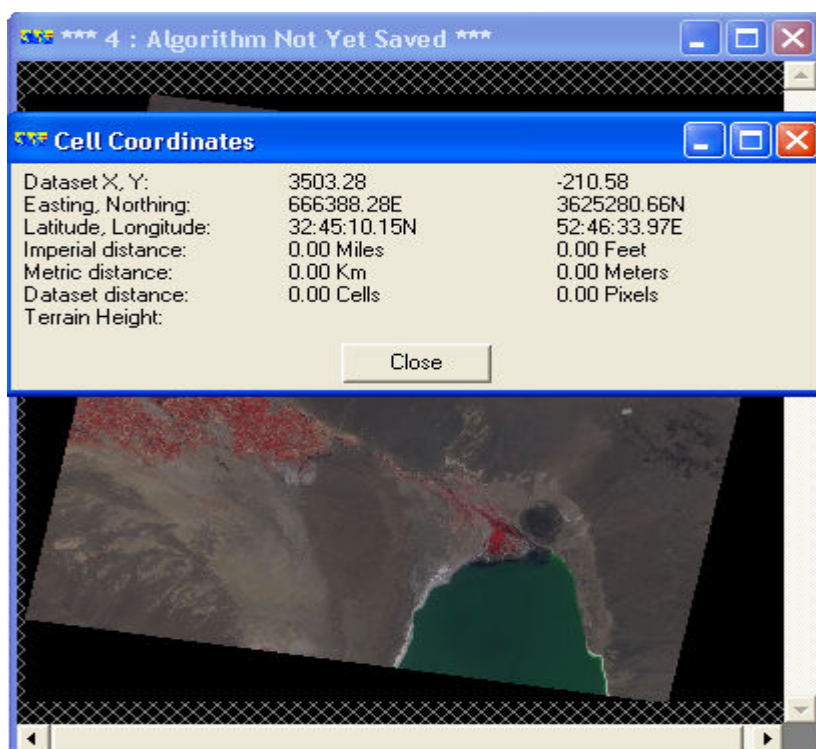 *** 4 : Algorithm Not Yet Saved ***
Cell Coordinates
Dataset X, Y: 3503.28 -210.58
Easting, Northing: 666388.28E 3625280.66N
Latitude, Longitude: 32:45:10.15N 52:46:33.97E
Imperial distance: 0.00 Miles 0.00 Feet
Metric distance: 0.00 Km 0.00 Meters
Dataset distance: 0.00 Cells 0.00 Pixels
Terrain Height:
Close